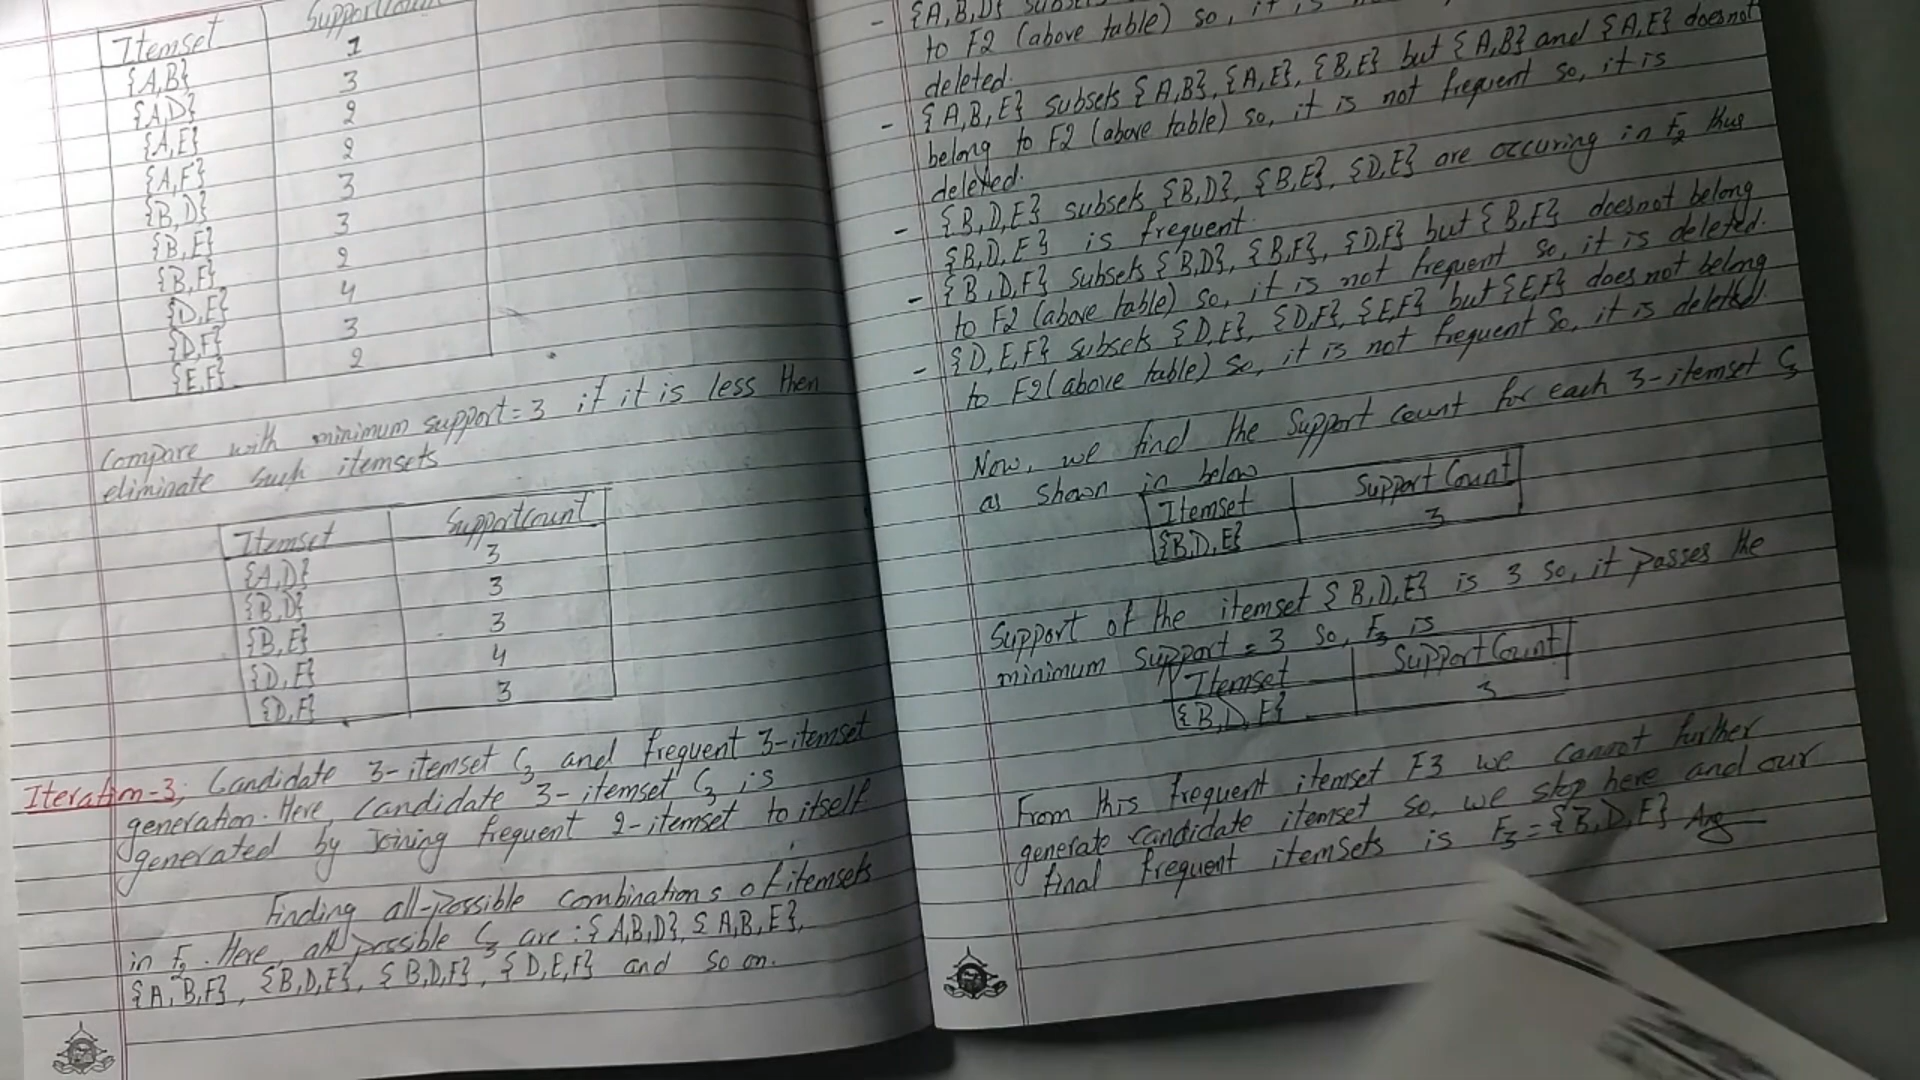 Itemset Support Count
{A,B} 1
{A,D} 3
{A,E} 2
{A,F} 2
{B,D} 3
{B,E} 3
{B,F} 2
{D,E} 4
{D,F} 3
{E,F} 2
Compare with minimum support=3 if it is less then
eliminate such itemsets
Itemset Supportcount
{A,D} 3
{B,D} 3
{B,E} 3
{D,E} 4
{D,F} 3
Iteration-3; Candidate 3-itemset C3 and frequent 3-itemset
generation. Here, candidate 3-itemset C3 is
generated by Joining frequent 2-itemset to itself
Finding all-possible combinations of itemsets
in F2. Here, all possible C3 are : {A,B,D}, {A,B,E},
{A,B,F}, {B,D,E}, {B,D,F}, {D,E,F} and so on.
- {A,B,D} subsets
to F2 (above table) so, it is
deleted.
- {A,B,E} subsets {A,B}, {A,E}, {B,E} but {A,B} and {A,E} doesnot
belong to F2 (above table) so, it is not frequent so, it is
deleted.
- {B,D,E} subsets {B,D}, {B,E}, {D,E} are occuring in F2 thus
{B,D,E} is frequent.
- {B,D,F} subsets {B,D}, {B,F}, {D,F} but {B,F} doesnot belong
to F2 (above table) so, it is not frequent so, it is deleted.
- {D,E,F} subsets {D,E}, {D,F}, {E,F} but {E,F} does not belong
to F2 (above table) so, it is not frequent so, it is deleted.
Now, we find the Support count for each 3-itemset C3
as shown in below
Itemset Support Count
{B,D,E} 3
Support of the itemset {B,D,E} is 3 so, it passes the
minimum support = 3 so, F3 is
Itemset Support Count
{B,D,E} 3
From this frequent itemset F3 we cannot further
generate candidate itemset so, we stop here and our
final frequent itemsets is F3={B,D,E} Ans